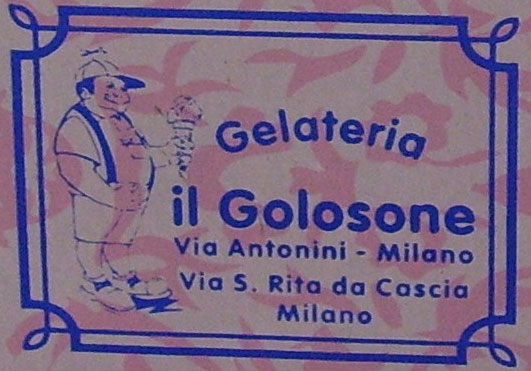 Gelateria
il Golosone
Via Antonini - Milano
Via S. Rita da Cascia
Milano